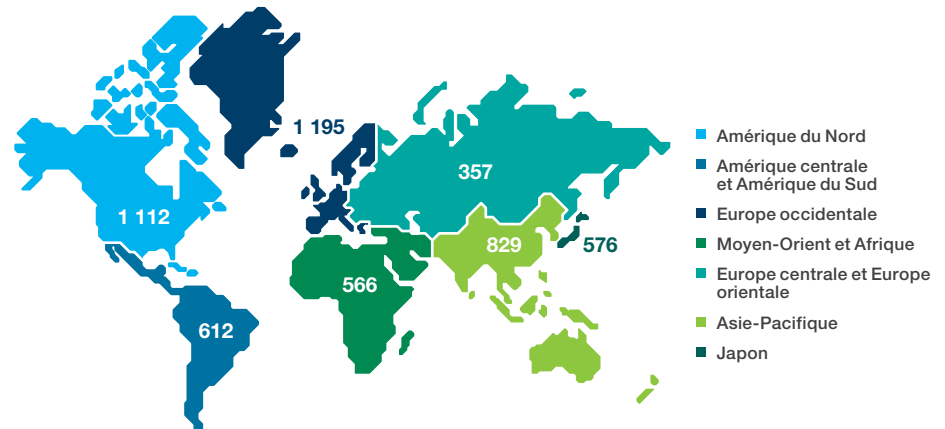 1 195
357
1 112
829
576
566
612
Amérique du Nord
Amérique centrale
et Amérique du Sud
Europe occidentale
Moyen-Orient et Afrique
Europe centrale et Europe
orientale
Asie-Pacifique
Japon